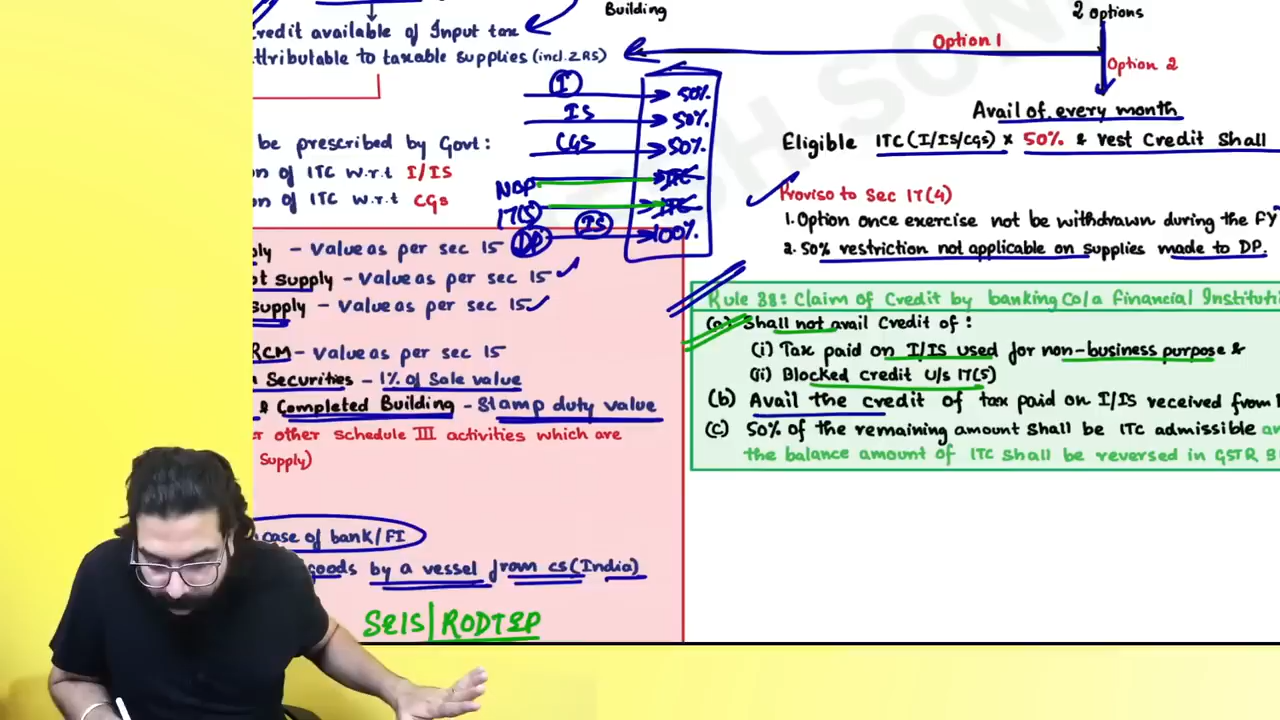 Building
2 Options
credit available of Input tax
attributable to taxable supplies (incl. ZRS)
Option 1
Option 2
I
50%
IS
50%
CGS
50%
NBP
ITC
17(5)
ITC
DP
IS
100%
Avail of every month
Eligible ITC (I/IS/CGs) x 50% & rest Credit Shall
be prescribed by Govt:
of ITC w.r.t I/IS
of ITC w.r.t CGs
Proviso to Sec 17(4)
1. Option once exercise not be withdrawn during the FY
2. 50% restriction not applicable on supplies made to DP.
- Value as per sec 15
supply - Value as per sec 15
supply - Value as per sec 15
RCM - Value as per sec 15
Securities - 1% of Sale value
& Completed Building - Stamp duty value
other schedule III activities which are
Supply)
case of bank/FI
goods by a vessel from cs (India)
SEIS/RODTEP
Rule 38: Claim of Credit by banking Co/a financial
(a) Shall not avail Credit of :
(i) Tax paid on I/IS used for non-business purpose &
(ii) Blocked credit U/s 17(5)
(b) Avail the credit of tax paid on I/IS received from
(c) 50% of the remaining amount shall be ITC admissible
the balance amount of ITC shall be reversed in GSTR